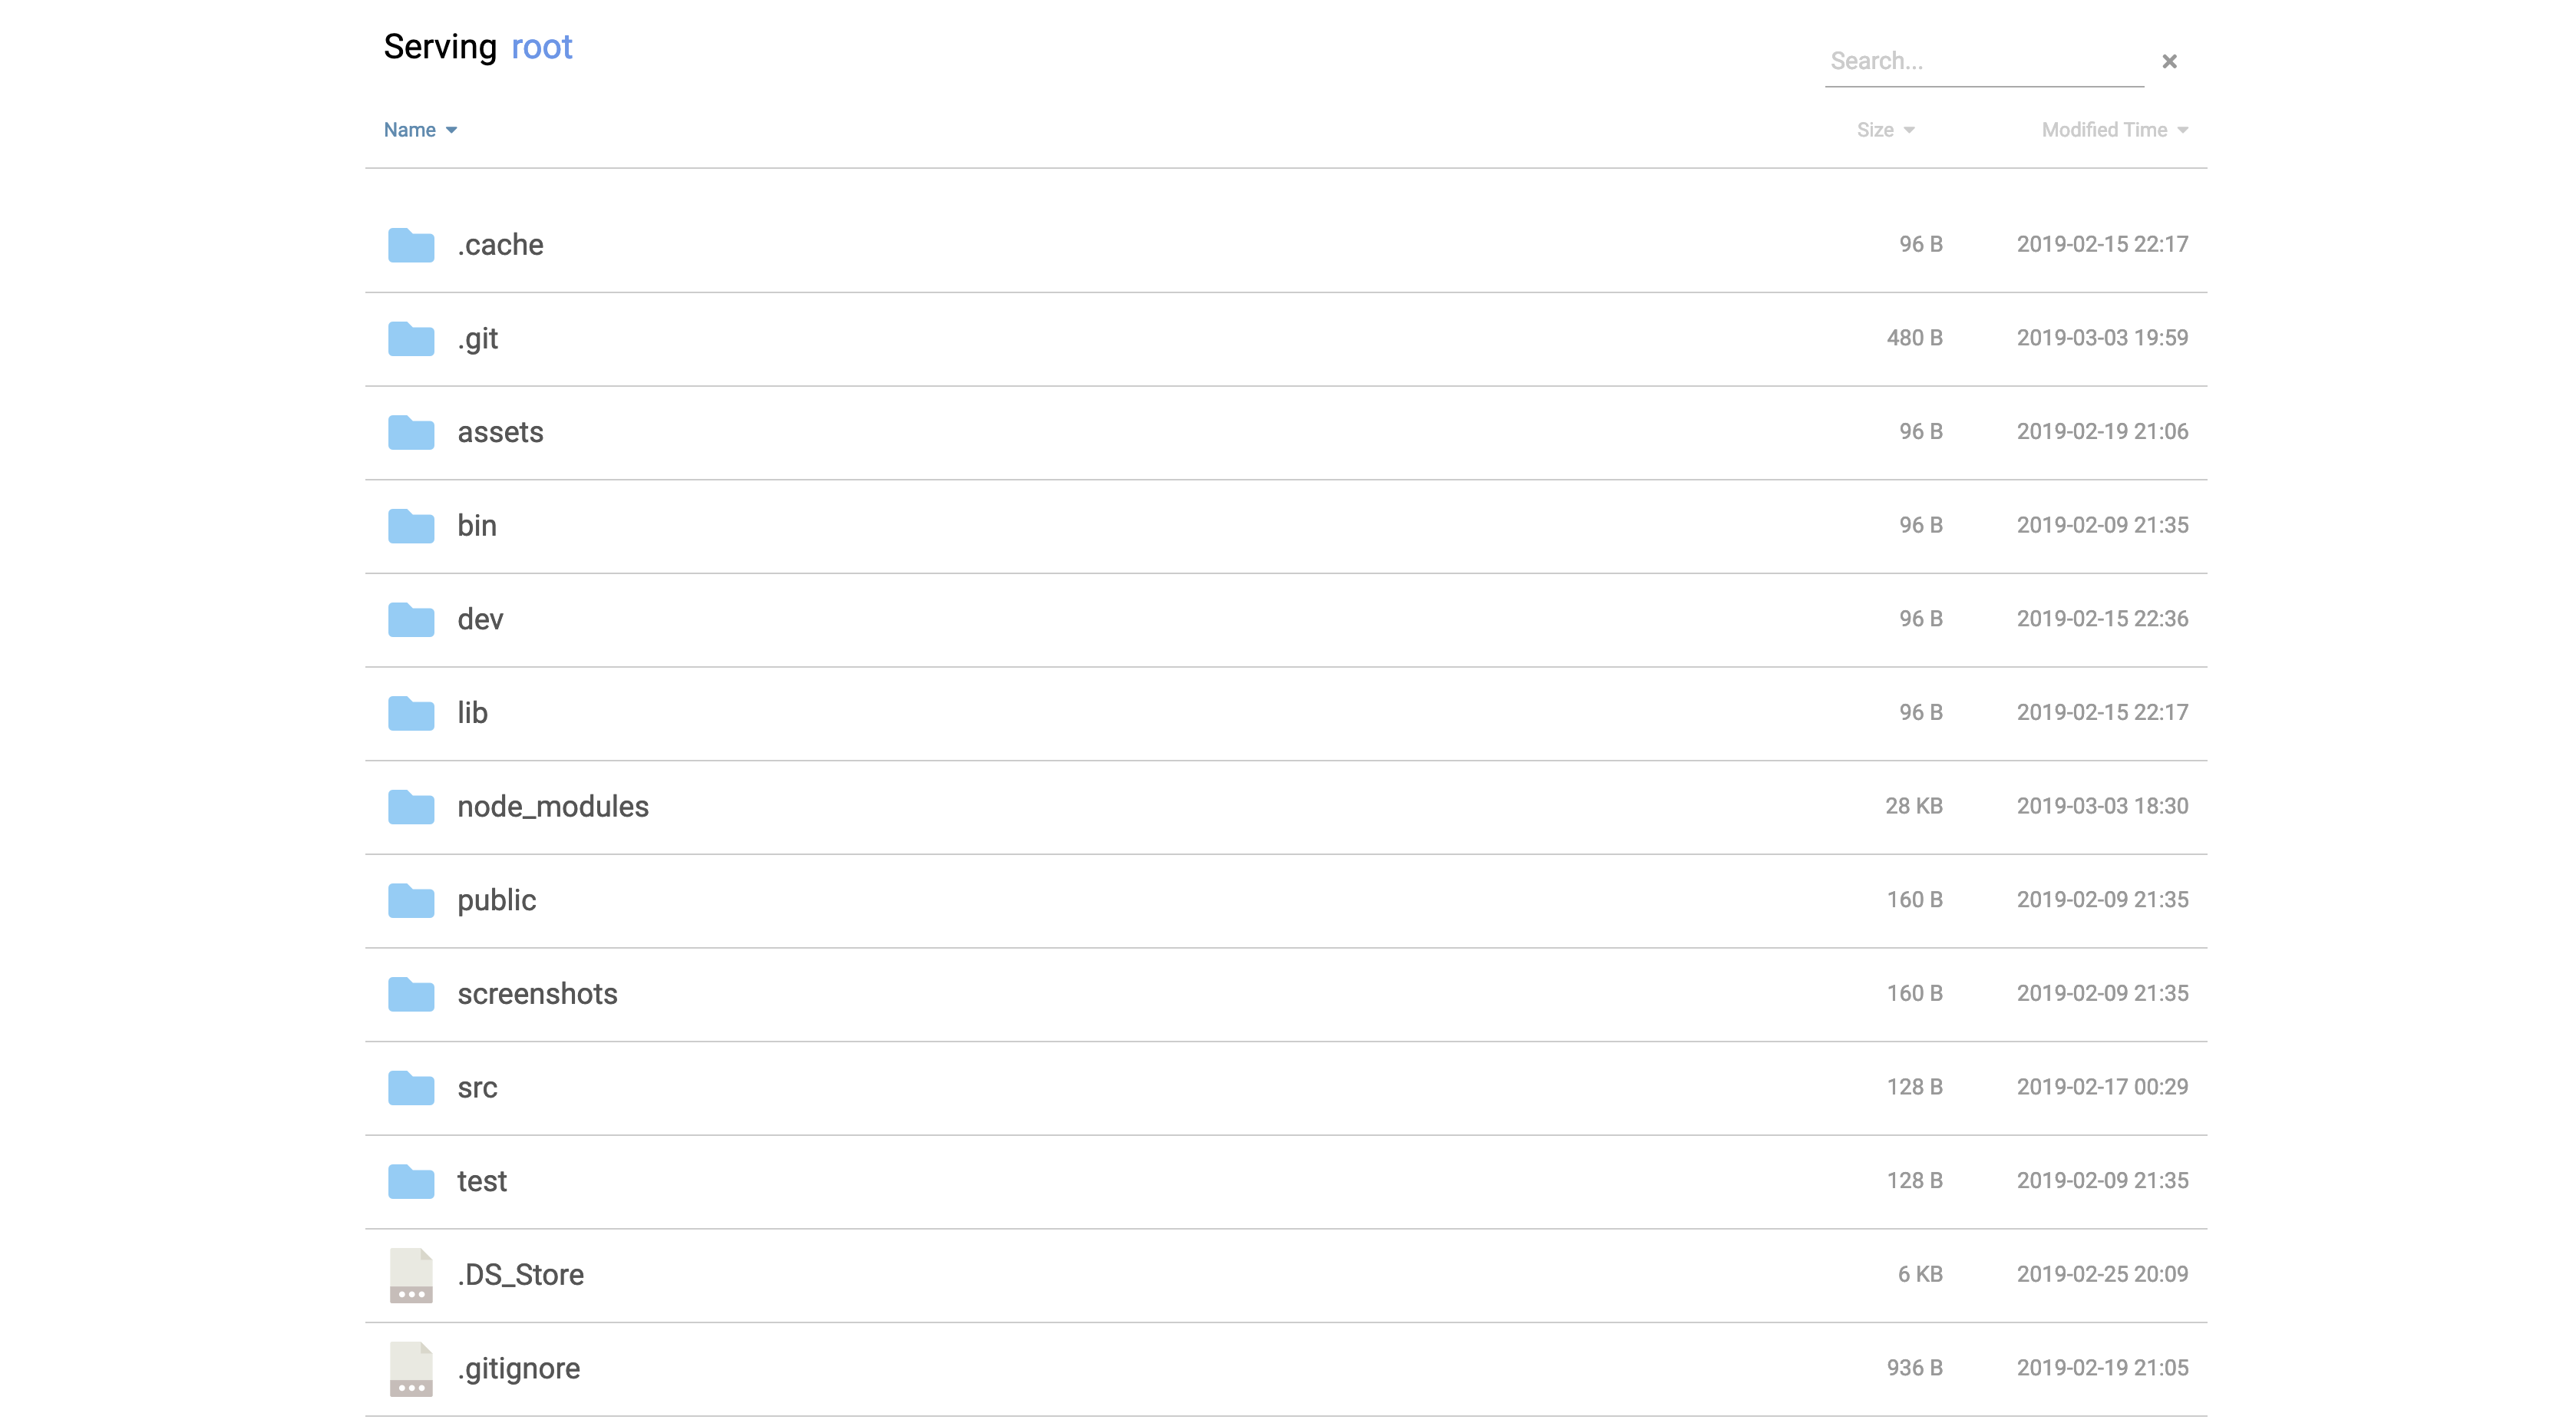 Serving root
Search...
Name Size Modified Time
.cache 96 B 2019-02-15 22:17
.git 480 B 2019-03-03 19:59
assets 96 B 2019-02-19 21:06
bin 96 B 2019-02-09 21:35
dev 96 B 2019-02-15 22:36
lib 96 B 2019-02-15 22:17
node_modules 28 KB 2019-03-03 18:30
public 160 B 2019-02-09 21:35
screenshots 160 B 2019-02-09 21:35
src 128 B 2019-02-17 00:29
test 128 B 2019-02-09 21:35
.DS_Store 6 KB 2019-02-25 20:09
.gitignore 936 B 2019-02-19 21:05